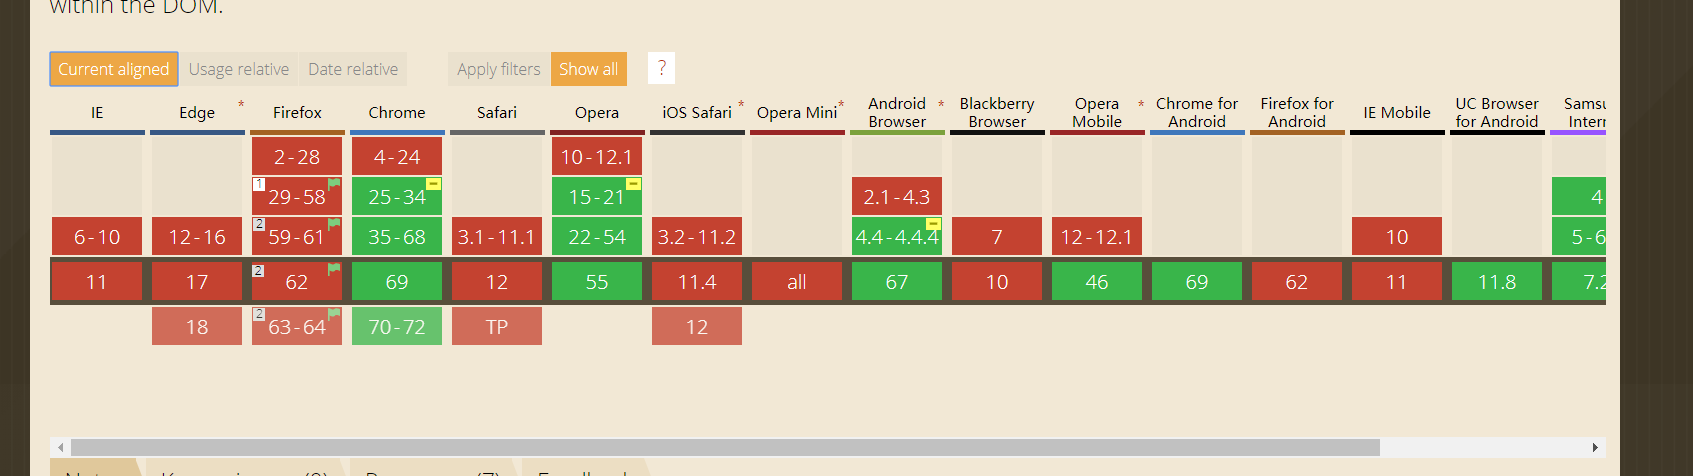 within the DOM.
Current aligned Usage relative Date relative Apply filters Show all ?
IE Edge * Firefox Chrome Safari Opera iOS Safari * Opera Mini * Android Browser * Blackberry Browser Opera Mobile * Chrome for Android Firefox for Android IE Mobile UC Browser for Android
2-28 4-24 10-12.1
1 29-58 25-34 15-21 2.1-4.3 4
6-10 12-16 2 59-61 35-68 3.1-11.1 22-54 3.2-11.2 4.4-4.4.4 7 12-12.1 10 5-6
11 17 2 62 69 12 55 11.4 all 67 10 46 69 62 11 11.8 7.2
18 2 63-64 70-72 TP 12